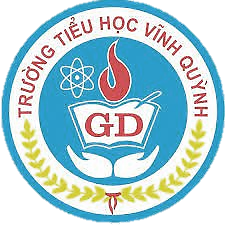 TRƯỜNG TIỂU HỌC VĨNH QUỲNH
GD